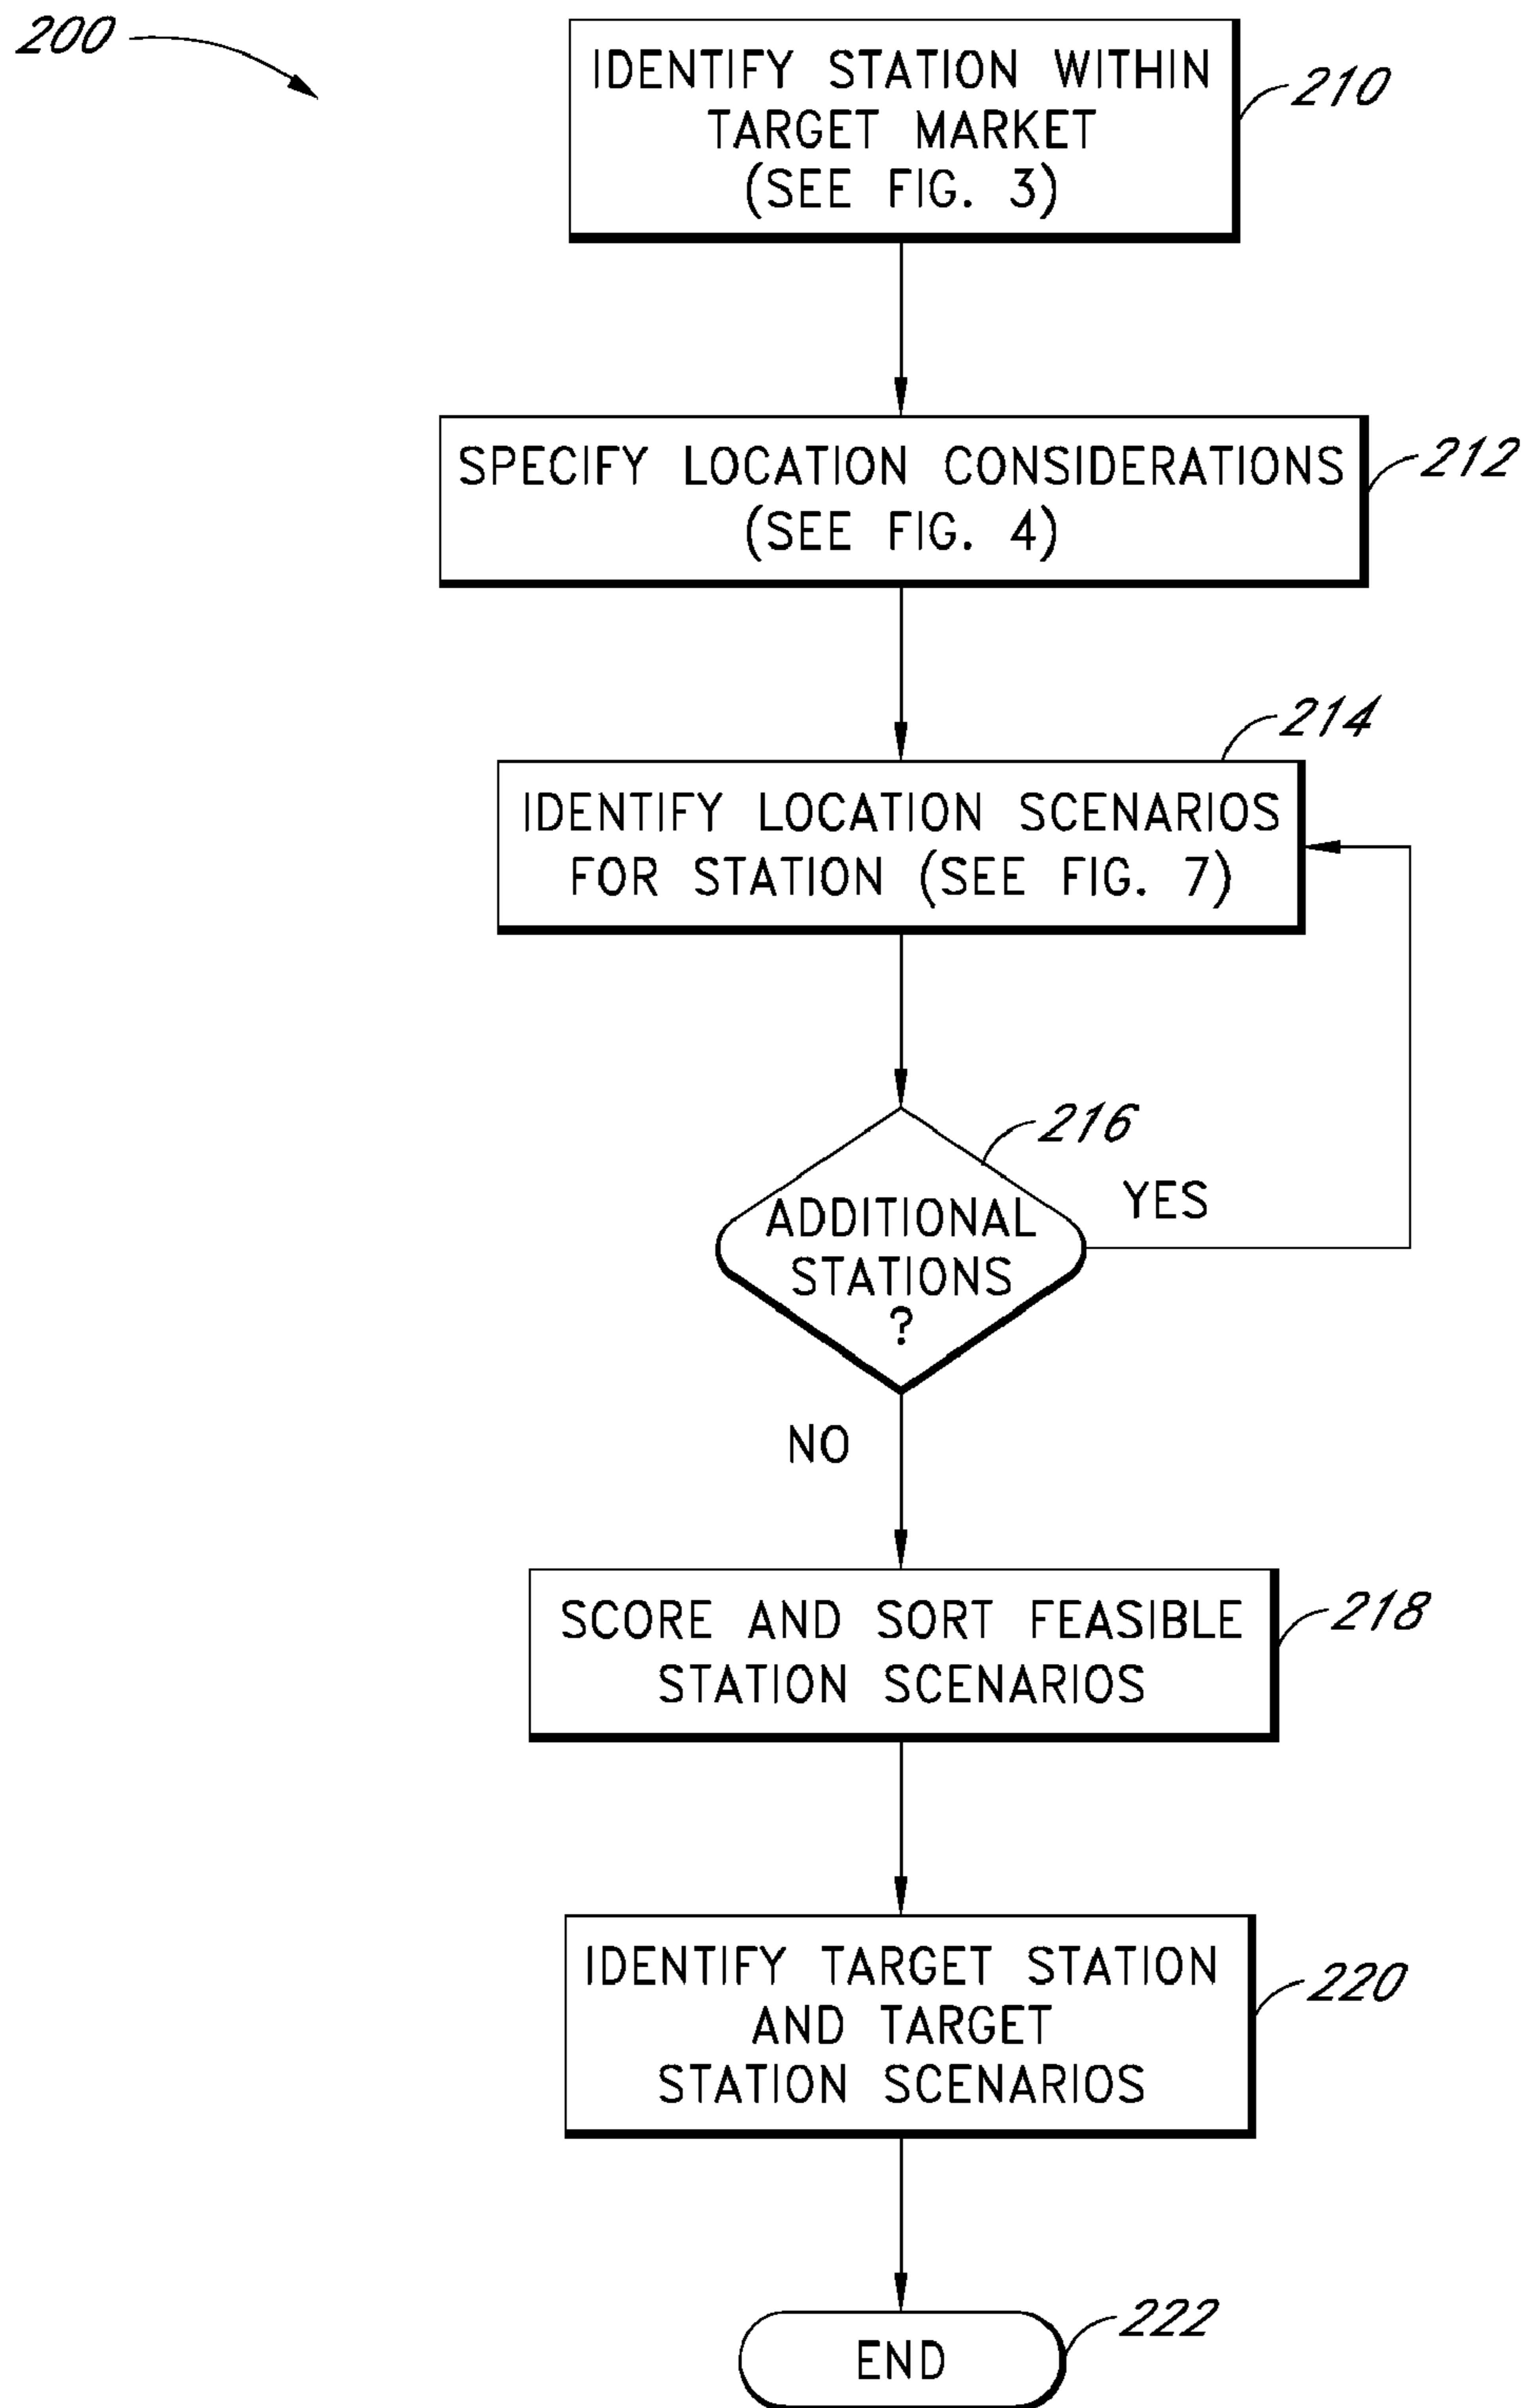 200
IDENTIFY STATION WITHIN
TARGET MARKET
(SEE FIG. 3)
210
SPECIFY LOCATION CONSIDERATIONS
(SEE FIG. 4)
212
214
IDENTIFY LOCATION SCENARIOS
FOR STATION (SEE FIG. 7)
216
ADDITIONAL
STATIONS
?
YES
NO
SCORE AND SORT FEASIBLE
STATION SCENARIOS
218
IDENTIFY TARGET STATION
AND TARGET
STATION SCENARIOS
220
END
222